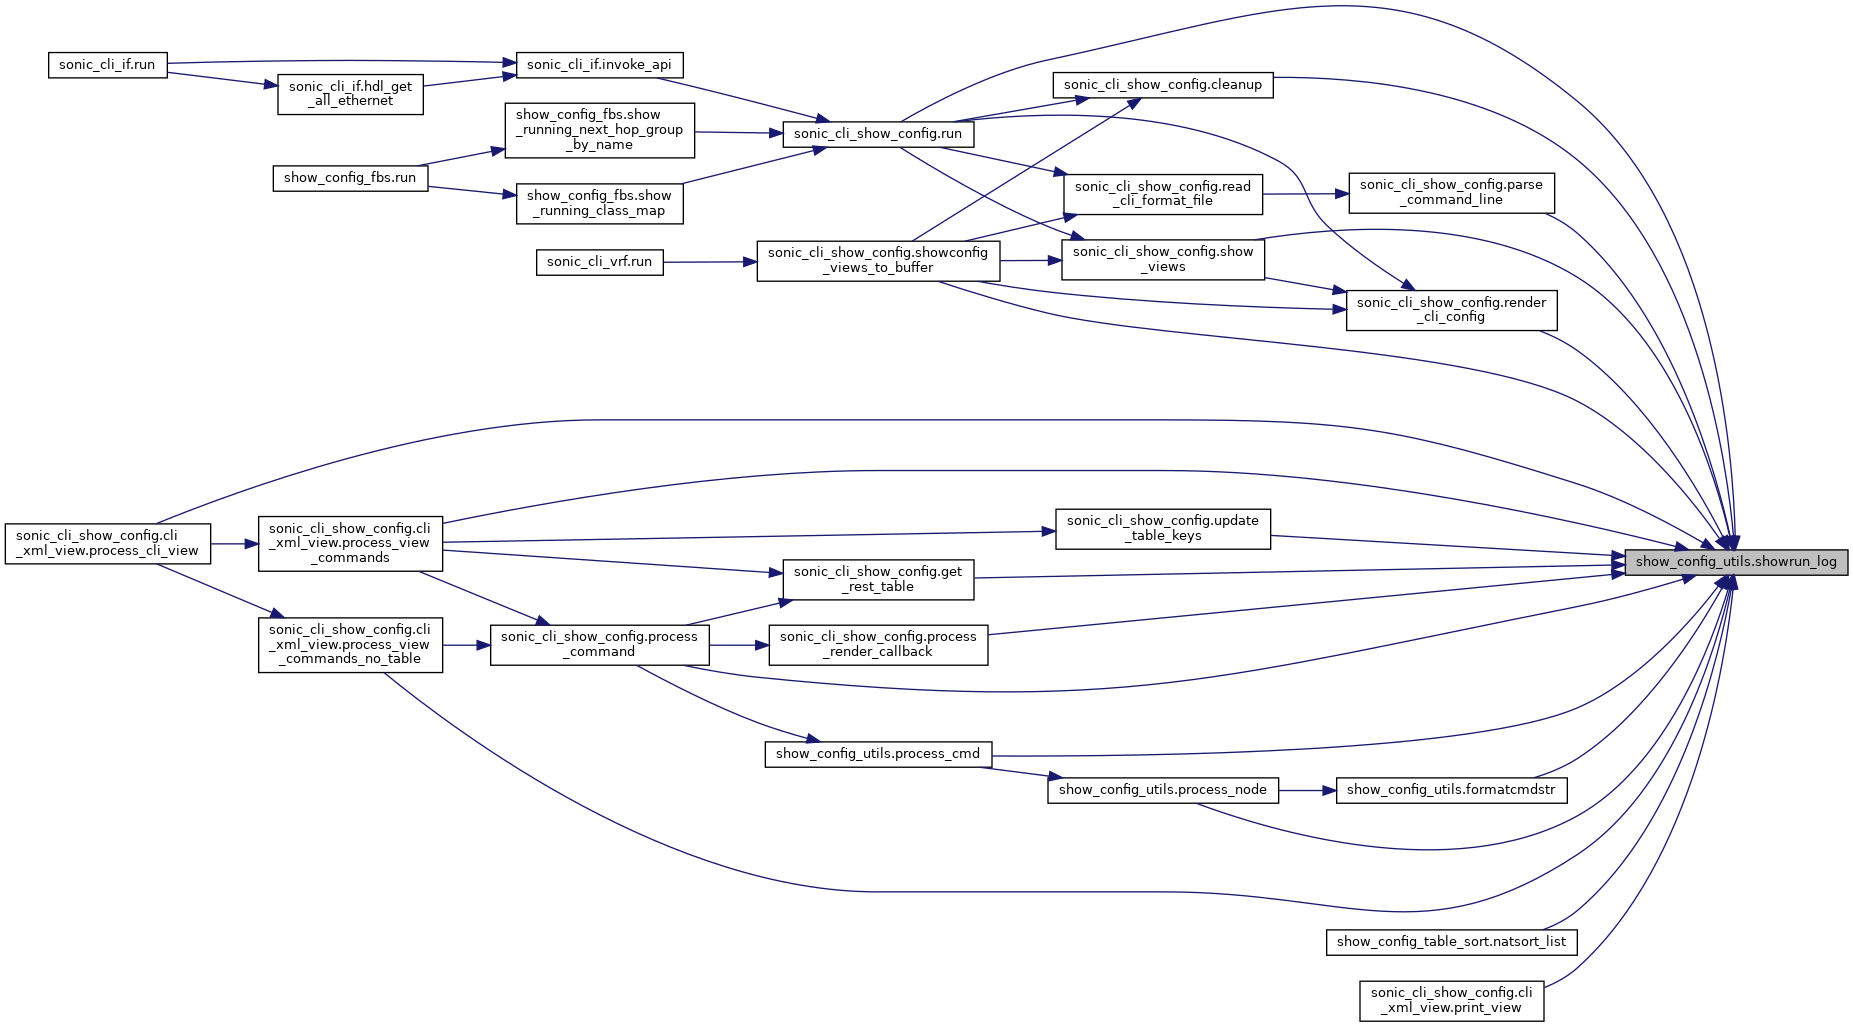 sonic_cli_if.run
sonic_cli_if.hdl_get
_all_ethernet
sonic_cli_if.invoke_api
show_config_fbs.show
_running_next_hop_group
_by_name
show_config_fbs.run
show_config_fbs.show
_running_class_map
sonic_cli_vrf.run
sonic_cli_show_config.run
sonic_cli_show_config.cleanup
sonic_cli_show_config.read
_cli_format_file
sonic_cli_show_config.parse
_command_line
sonic_cli_show_config.showconfig
_views_to_buffer
sonic_cli_show_config.show
_views
sonic_cli_show_config.render
_cli_config
sonic_cli_show_config.cli
_xml_view.process_cli_view
sonic_cli_show_config.cli
_xml_view.process_view
_commands
sonic_cli_show_config.update
_table_keys
sonic_cli_show_config.get
_rest_table
show_config_utils.showrun_log
sonic_cli_show_config.cli
_xml_view.process_view
_commands_no_table
sonic_cli_show_config.process
_command
sonic_cli_show_config.process
_render_callback
show_config_utils.process_cmd
show_config_utils.process_node
show_config_utils.formatcmdstr
show_config_table_sort.natsort_list
sonic_cli_show_config.cli
_xml_view.print_view